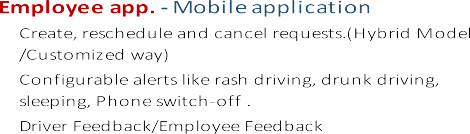 Employee app. - Mobile application
Create, reschedule and cancel requests.(Hybrid Model
/Customized way)
Configurable alerts like rash driving, drunk driving,
sleeping, Phone switch-off .
Driver Feedback/Employee Feedback